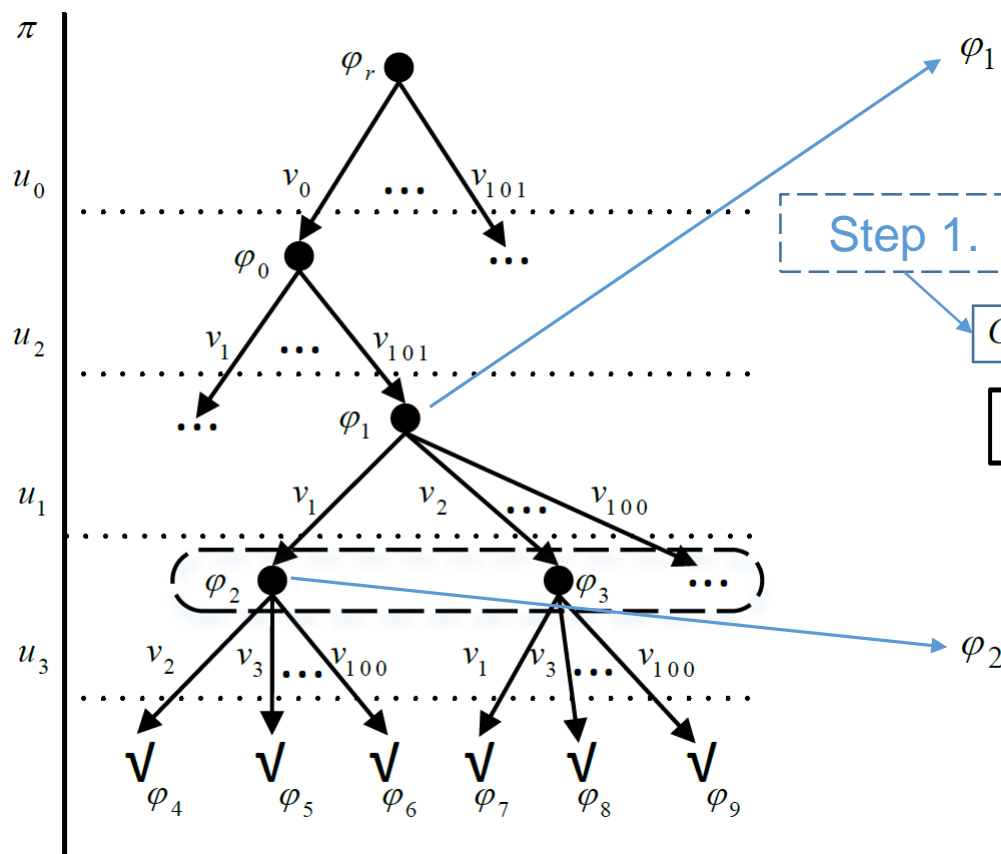 π
φr φ1
u0 v0 ... v101
Step 1.
φ0 ...
u2 v1 ... v101
... φ1
u1 v1 v2 ... v100
φ2 φ3 ...
u3 v2 v3 ... v100 v1 v3 ... v100 φ2
√ √ √ √ √ √
φ4 φ5 φ6 φ7 φ8 φ9